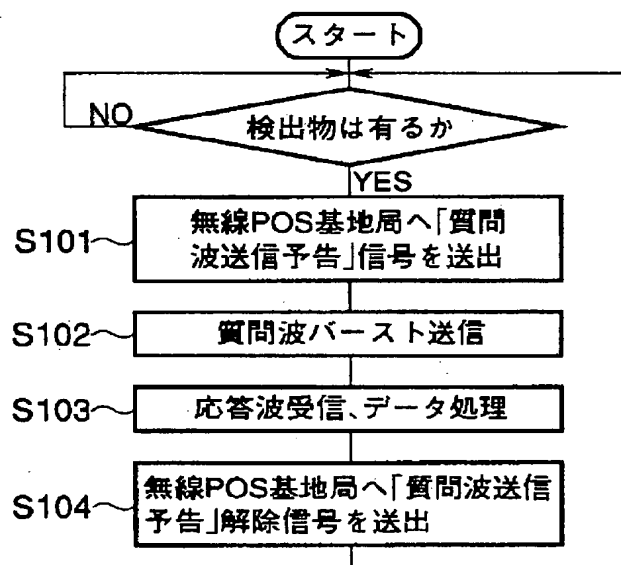 スタート
NO
検出物は有るか
YES
S101
無線POS基地局へ「質問
波送信予告」信号を送出
S102
質問波バースト送信
S103
応答波受信、データ処理
S104
無線POS基地局へ「質問波送信
予告」解除信号を送出